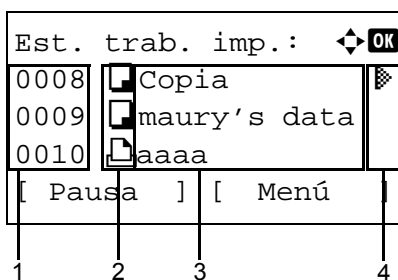 Est. trab. imp.: OK
0008 Copia
0009 maury's data
0010 aaaa
[ Pausa ] [ Menú ]
1 2 3 4